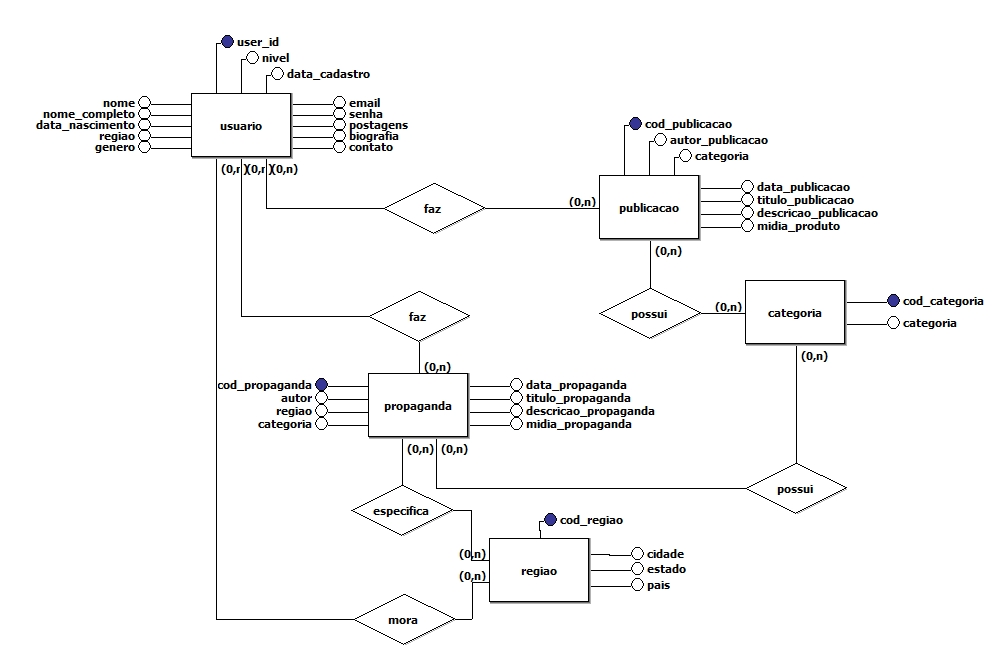 user_id
nivel
data_cadastro
nome
nome_completo
data_nascimento
regiao
genero
usuario
email
senha
postagens
biografia
contato
(0,n)
faz
(0,n)
cod_publicacao
autor_publicacao
categoria
publicacao
data_publicacao
titulo_publicacao
descricao_publicacao
midia_produto
(0,n)
possui
(0,n)
categoria
cod_categoria
categoria
(0,n)
faz
(0,n)
cod_propaganda
autor
regiao
categoria
propaganda
data_propaganda
titulo_propaganda
descricao_propaganda
midia_propaganda
(0,n)
(0,n)
possui
especifica
cod_regiao
(0,n)
(0,n)
regiao
cidade
estado
pais
mora